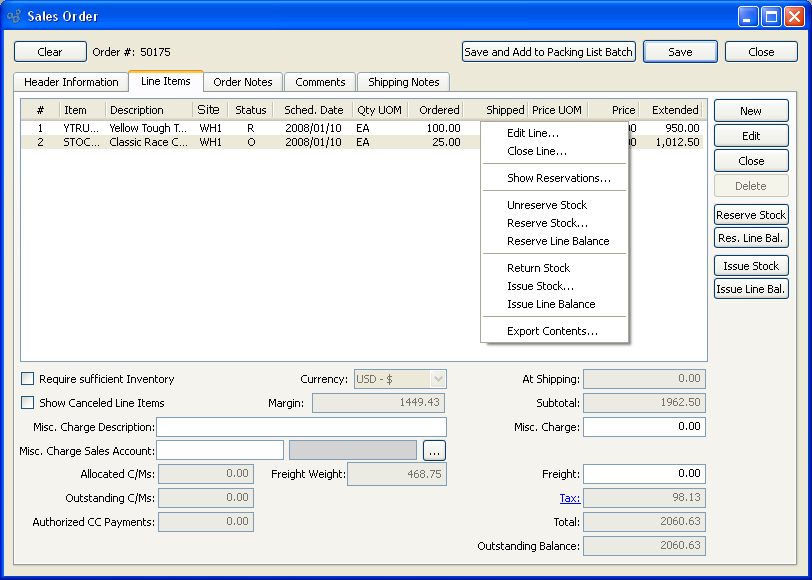 Sales Order
Clear Order #: 50175 Save and Add to Packing List Batch Save Close
Header Information Line Items Order Notes Comments Shipping Notes
# Item Description Site Status Sched. Date Qty UOM Ordered Shipped Price UOM Price Extended
1 YTRU... Yellow Tough T... WH1 R 2008/01/10 EA 100.00 950.00
2 STOC... Classic Race C... WH1 O 2008/01/10 EA 25.00 1,012.50
Edit Line...
Close Line...
Show Reservations...
Unreserve Stock
Reserve Stock...
Reserve Line Balance
Return Stock
Issue Stock...
Issue Line Balance
Export Contents...
New
Edit
Close
Delete
Reserve Stock
Res. Line Bal.
Issue Stock
Issue Line Bal.
Require sufficient Inventory Currency: USD - $ At Shipping: 0.00
Show Canceled Line Items Margin: 1449.43 Subtotal: 1962.50
Misc. Charge Description: Misc. Charge: 0.00
Misc. Charge Sales Account: ...
Allocated C/Ms: 0.00 Freight Weight: 468.75 Freight: 0.00
Outstanding C/Ms: 0.00 Tax: 98.13
Authorized CC Payments: 0.00 Total: 2060.63
Outstanding Balance: 2060.63